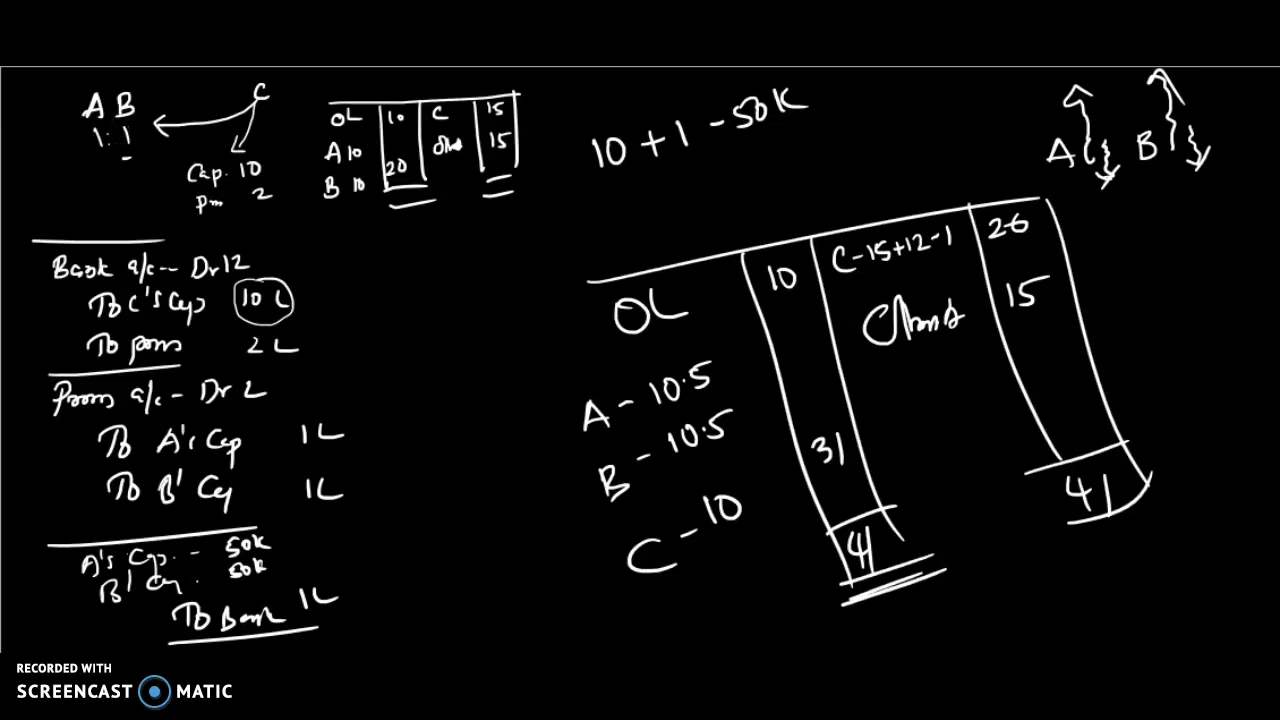 A B
1:1
C
Cap. 10
Pm 2
OL 10 C 15
A 10 15
20
B 10
10 + 1 - 50K
A B
Bank a/c -- Dr 12
To C's Cap 10 L
To prem 2 L
Prem a/c - Dr 2
To A's Cap 1L
To B' Cap 1L
A's Cap. - 50K
B' Cap. 50K
To Bank 1L
OL 10 C-15+12-1 26
15
A - 10.5
B - 10.5
31
C - 10
41 41
RECORDED WITH
SCREENCAST MATIC